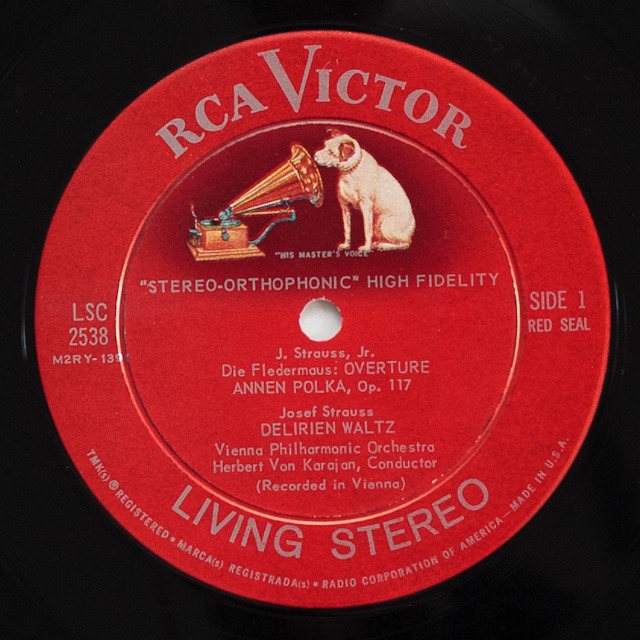 RCA VICTOR
"HIS MASTER'S VOICE"
"STEREO-ORTHOPHONIC" HIGH FIDELITY
LSC
2538
M2RY-139
SIDE 1
RED SEAL
J. Strauss, Jr.
Die Fledermaus: OVERTURE
ANNEN POLKA, Op. 117
Josef Strauss
DELIRIEN WALTZ
Vienna Philharmonic Orchestra
Herbert Von Karajan, Conductor
(Recorded in Vienna)
LIVING STEREO
TMK(s) ® REGISTERED • MARCA(s) REGISTRADA(s) • RADIO CORPORATION OF AMERICA—MADE IN U.S.A.